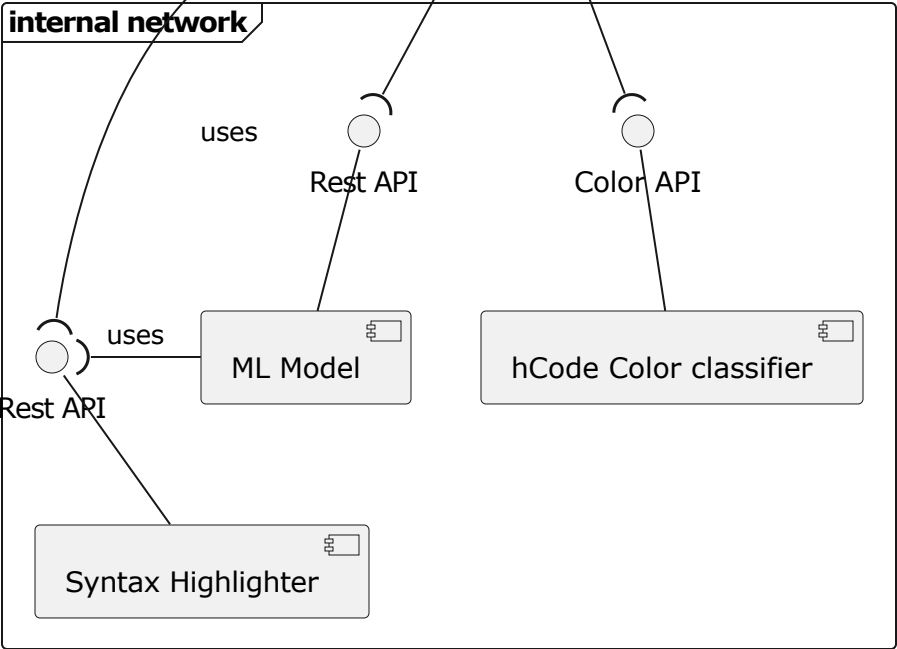 internal network
uses
Rest API
Color API
uses
ML Model
hCode Color classifier
Rest API
Syntax Highlighter